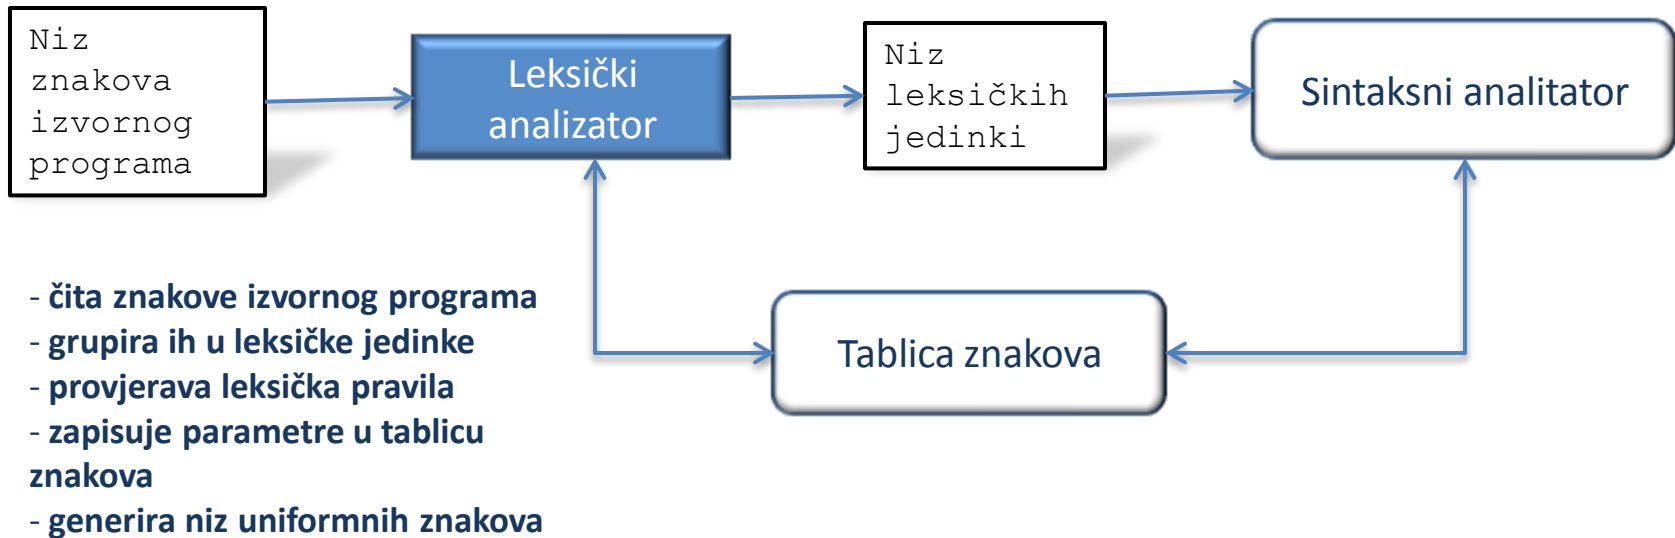 Niz
znakova
izvornog
programa
Leksički
analizator
Niz
leksičkih
jedinki
Sintaksni analitator
Tablica znakova
- čita znakove izvornog programa
- grupira ih u leksičke jedinke
- provjerava leksička pravila
- zapisuje parametre u tablicu
znakova
- generira niz uniformnih znakova